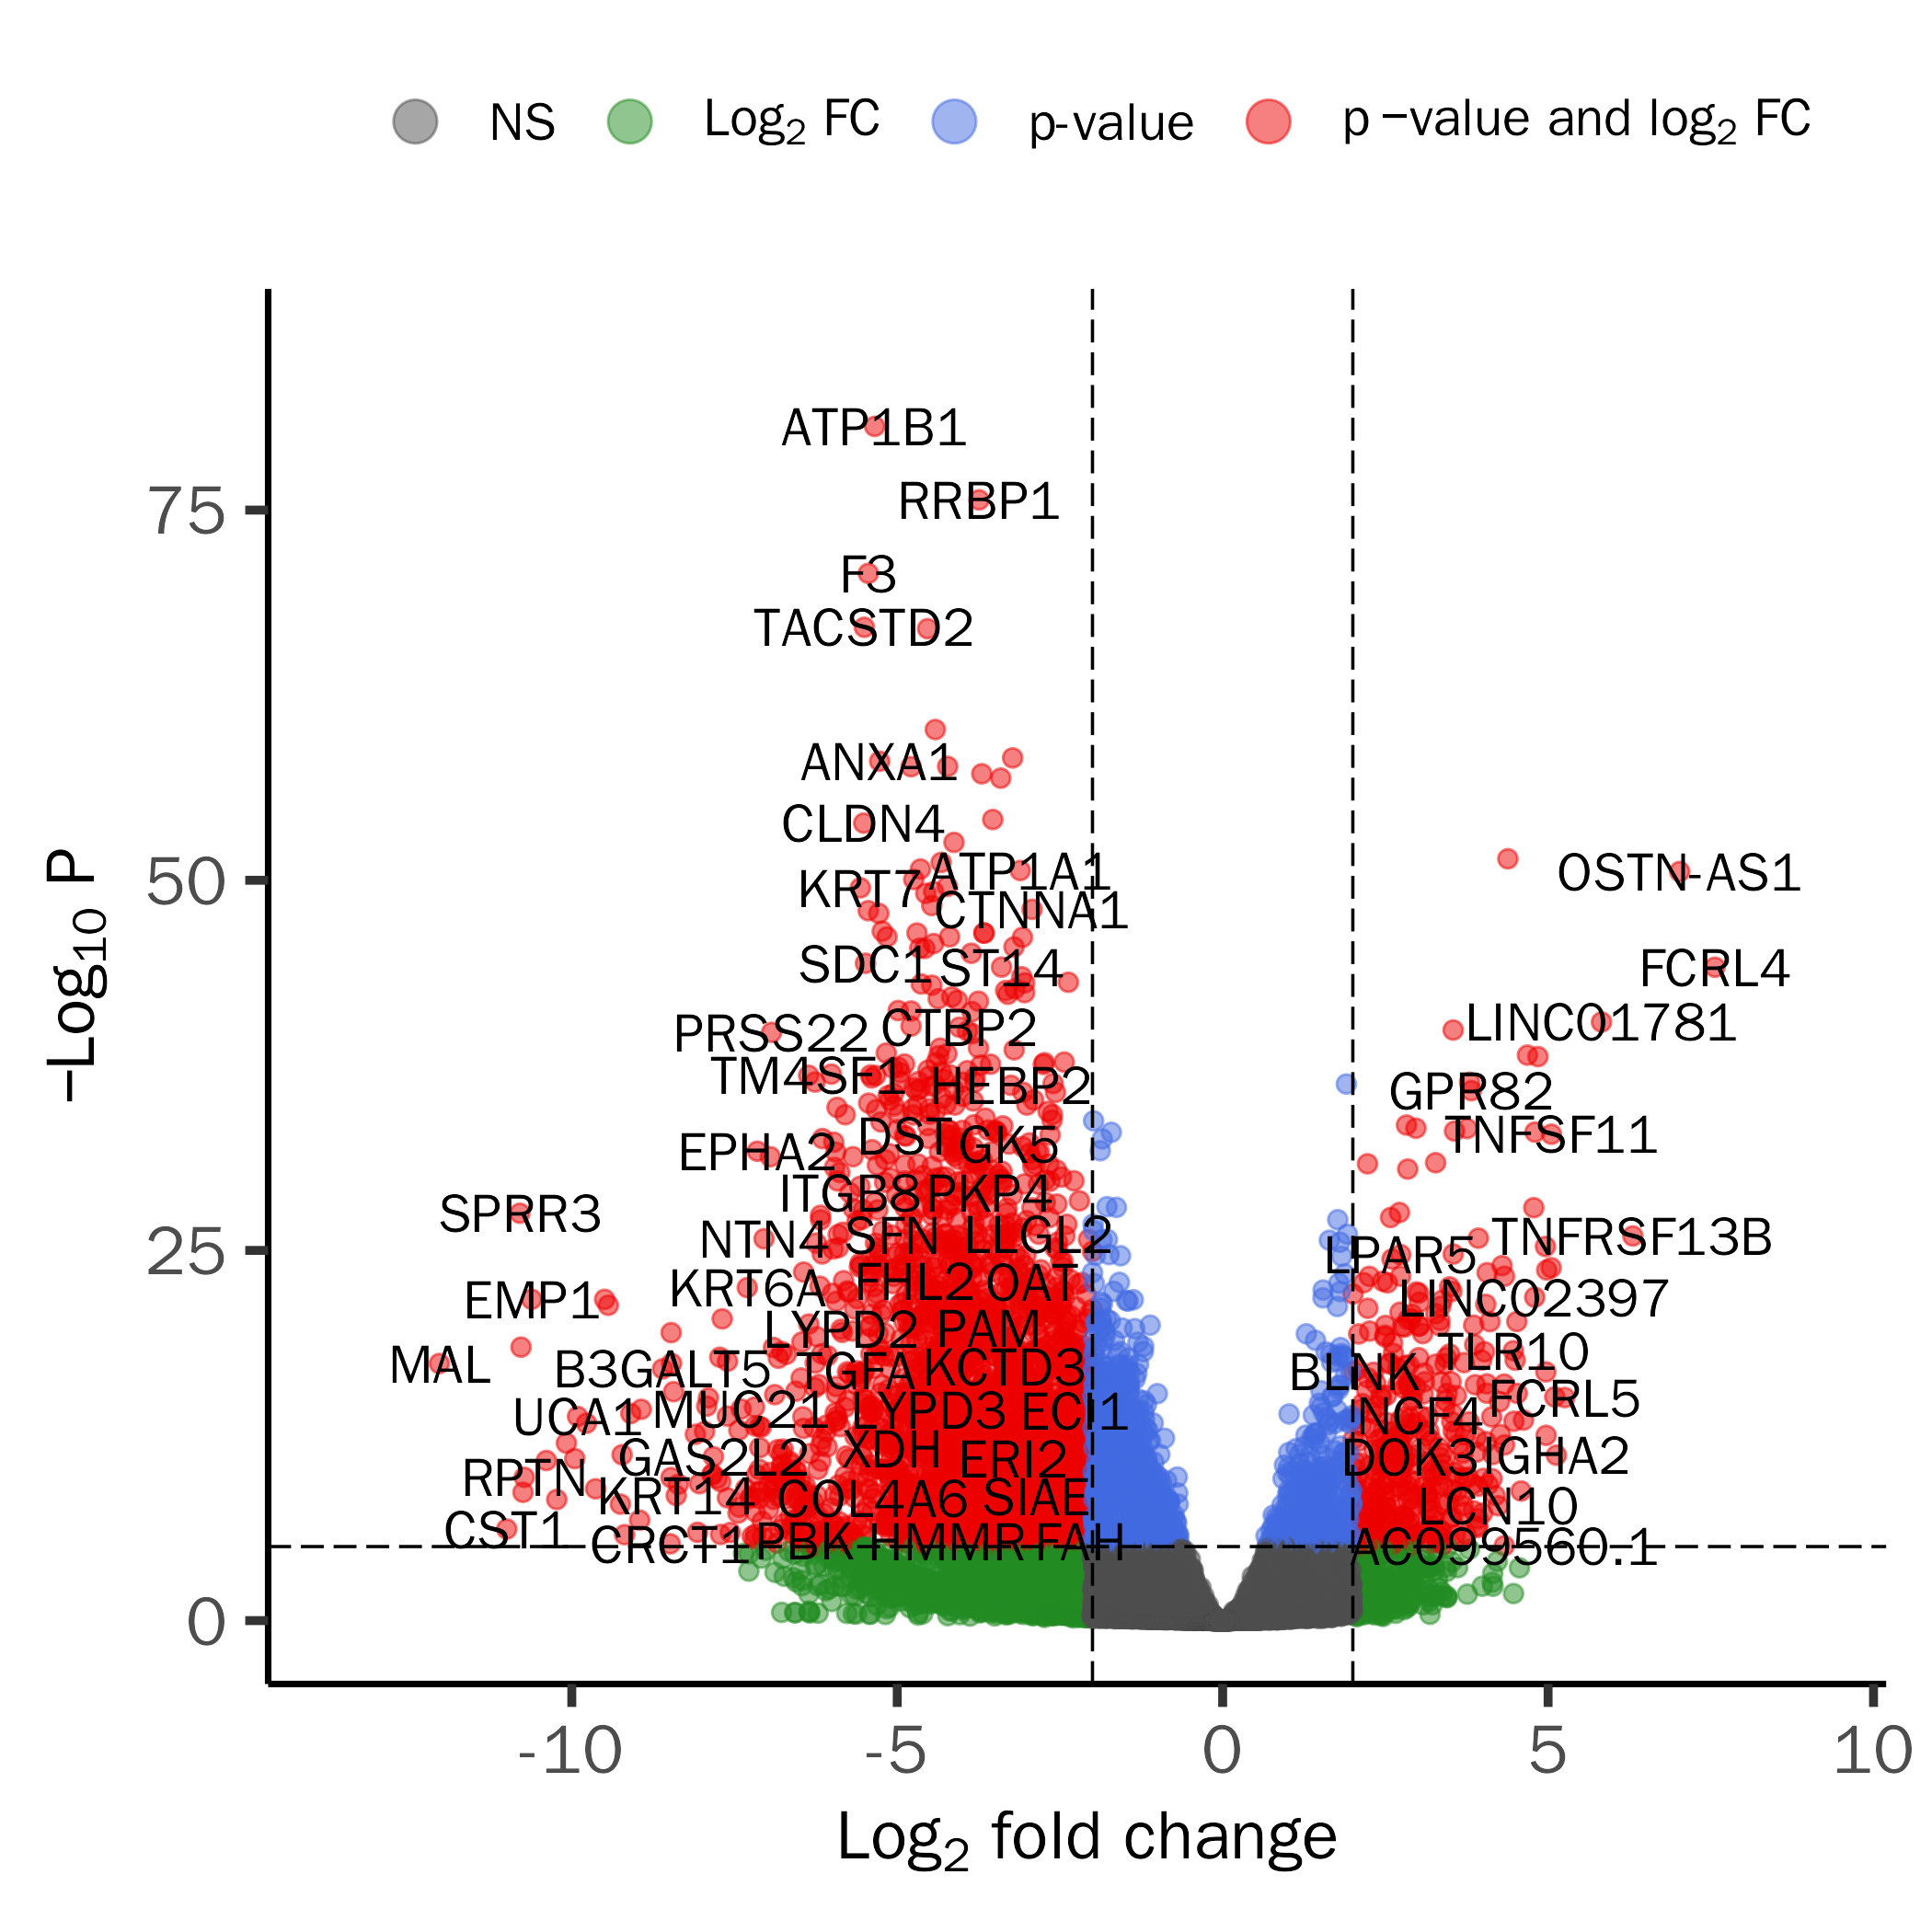 NS Log2 FC p-value p −value and log2 FC
ATP1B1
75
RRBP1
F3
TACSTD2
ANXA1
CLDN4
50
KRT7 ATP1A1 OSTN-AS1
CTNNA1
SDC1 ST14 FCRL4
PRSS22 CTBP2 LINC01781
TM4SF1 HEBP2 GPR82
EPHA2 DST GK5 TNFSF11
ITGB8 PKP4
SPRR3
25
NTN4 SFN LLGL2 LPAR5 TNFRSF13B
EMP1 KRT6A FHL2 OAT LINC02397
LYPD2 PAM TLR10
MAL B3GALT5 TGFA KCTD3 BLNK
UCA1 MUC21 LYPD3 ECI1 NCF4 FCRL5
GAS2L2 XDH ERI2 DOK3 IGHA2
RPTN KRT14 COL4A6 SIAE LCN10
CST1 CRCT1 PBK HMMR FAH AC099560.1
0
−Log10 P
-10 -5 0 5 10
Log2 fold change